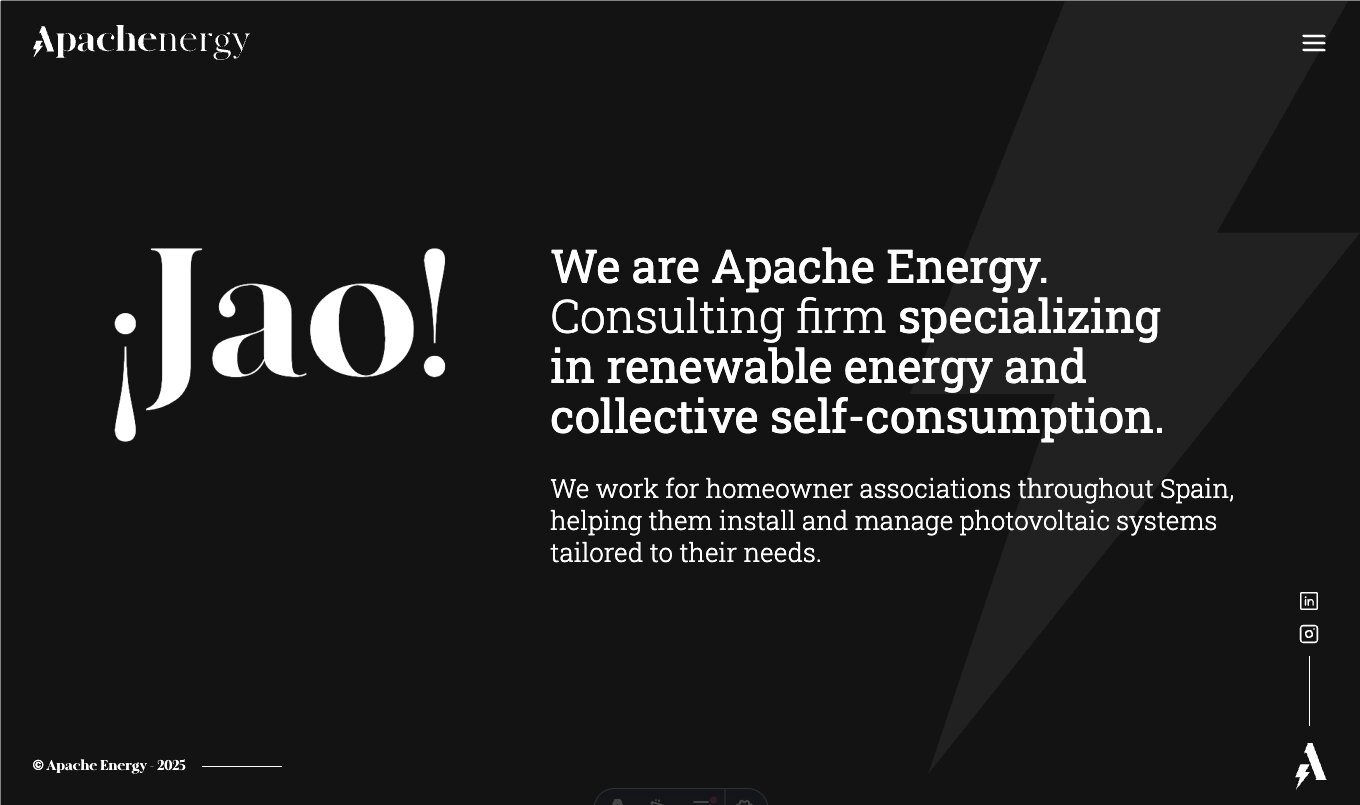 Apachenergy
¡Jao!
We are Apache Energy.
Consulting firm specializing
in renewable energy and
collective self-consumption.
We work for homeowner associations throughout Spain,
helping them install and manage photovoltaic systems
tailored to their needs.
in
© Apache Energy - 2025
A